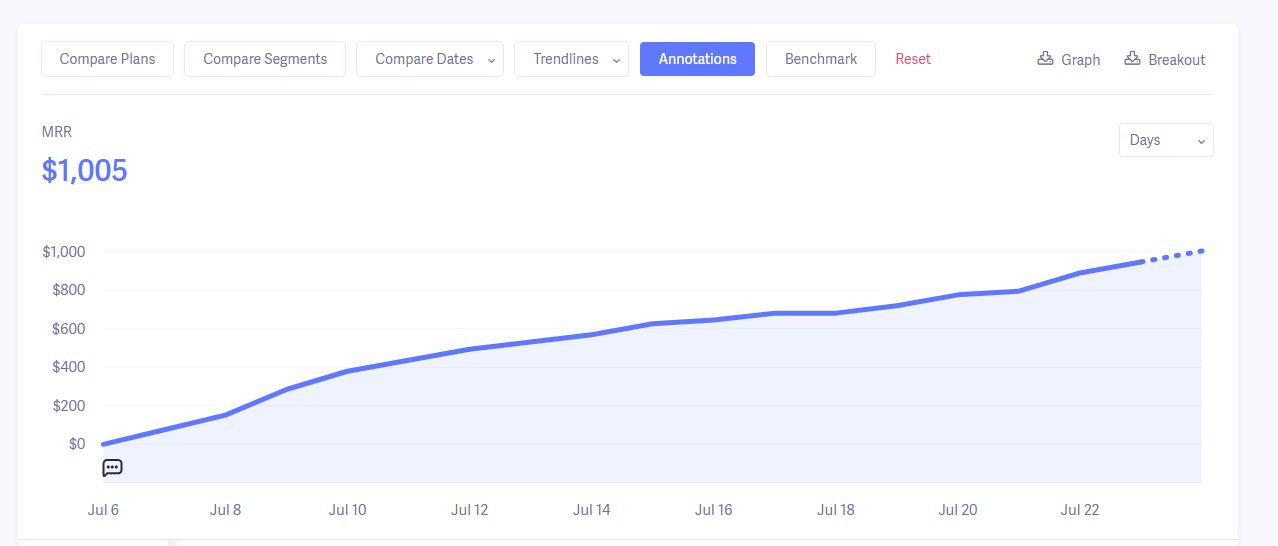 Compare Plans Compare Segments Compare Dates Trendlines Annotations Benchmark Reset Graph Breakout
MRR
Days
$1,005
$1,000
$800
$600
$400
$200
$0
Jul 6 Jul 8 Jul 10 Jul 12 Jul 14 Jul 16 Jul 18 Jul 20 Jul 22